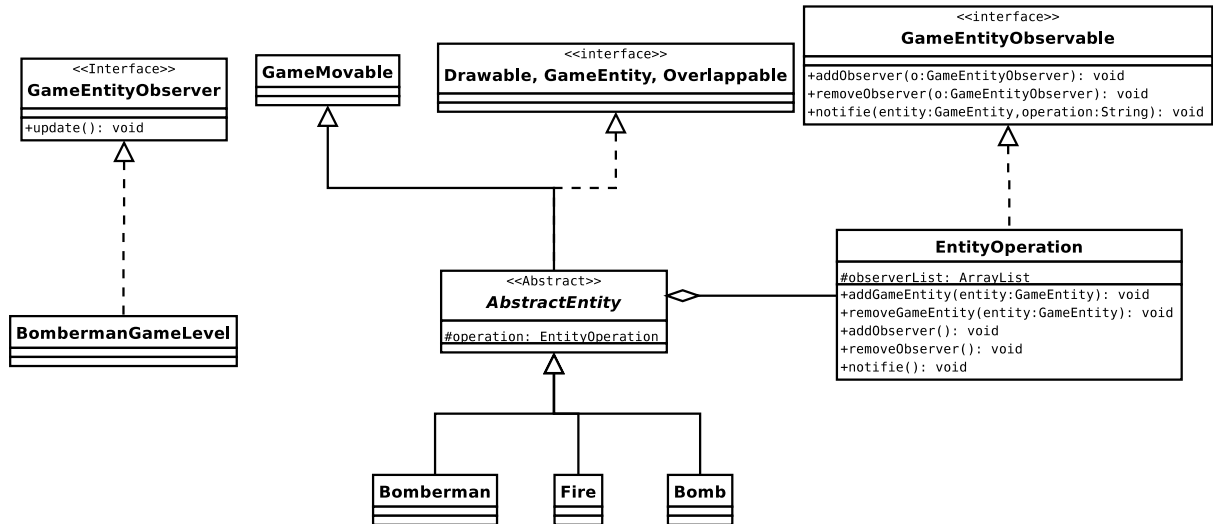 <<Interface>>
GameEntityObserver
+update(): void
GameMovable
<<interface>>
Drawable, GameEntity, Overlappable
<<interface>>
GameEntityObservable
+addObserver(o:GameEntityObserver): void
+removeObserver(o:GameEntityObserver): void
+notifie(entity:GameEntity,operation:String): void
BombermanGameLevel
<<Abstract>>
AbstractEntity
#operation: EntityOperation
EntityOperation
#observerList: ArrayList
+addGameEntity(entity:GameEntity): void
+removeGameEntity(entity:GameEntity): void
+addObserver(): void
+removeObserver(): void
+notifie(): void
Bomberman
Fire
Bomb